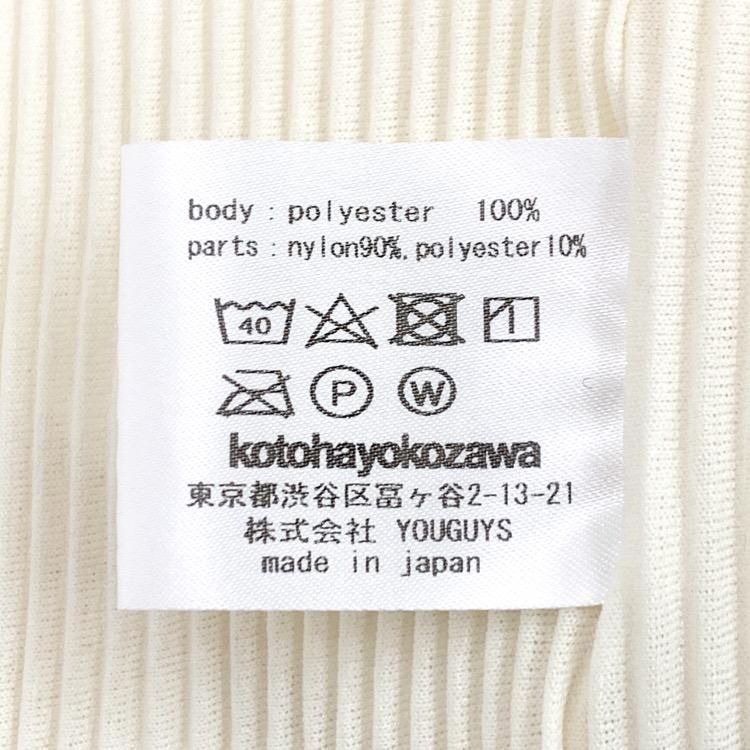 body : polyester 100%
parts : nylon90%,polyester10%
40
P W
kotohayokozawa
東京都渋谷区冨ヶ谷2-13-21
株式会社 YOUGUYS
made in japan